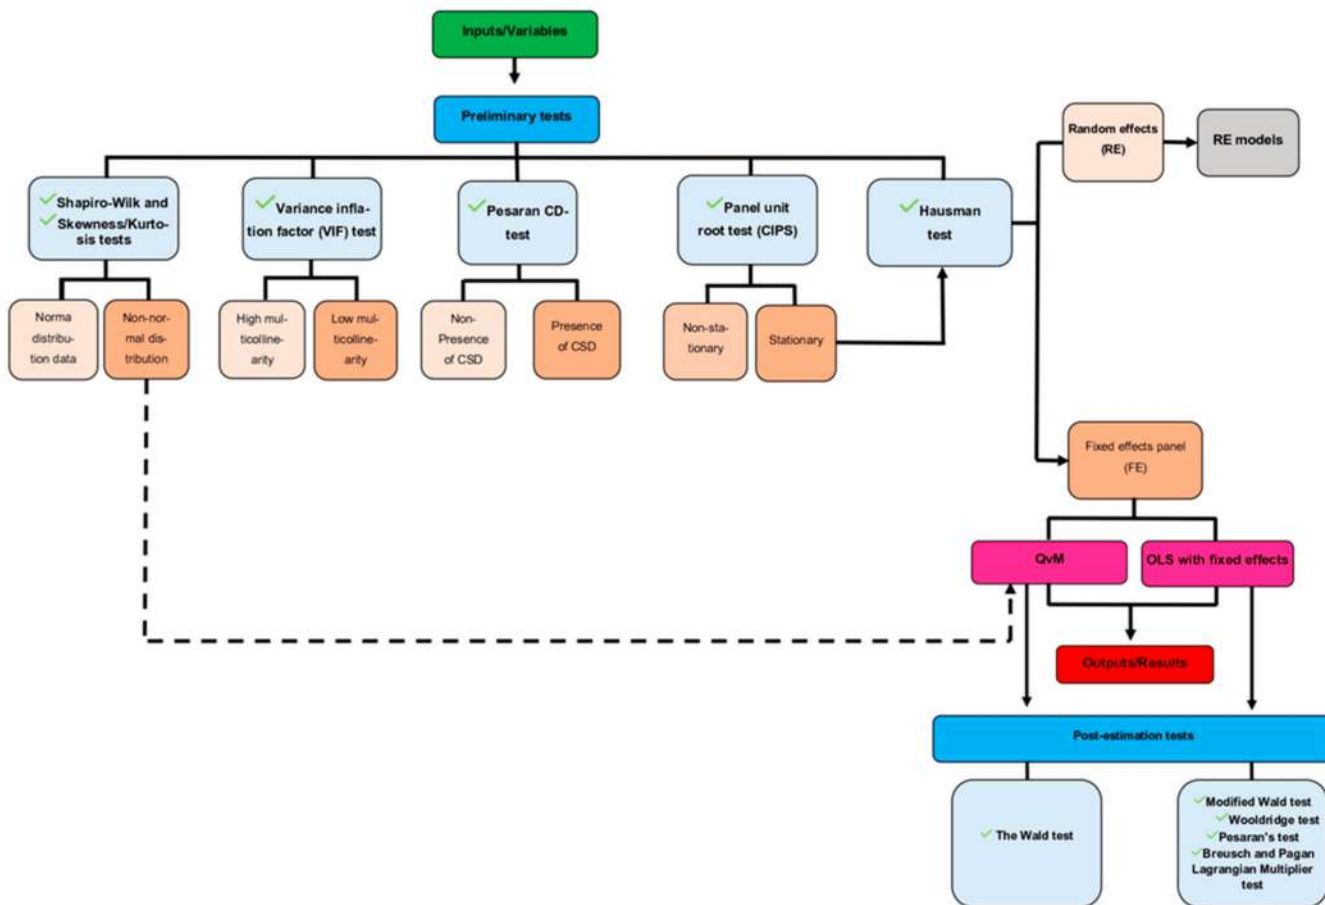 Inputs/Variables
Preliminary tests
Shapiro-Wilk and
Skewness/Kurto-
sis tests
Variance infla-
tion factor (VIF) test
Pesaran CD-
test
Panel unit
root test (CIPS)
Hausman
test
Random effects
(RE)
RE models
Norma
distribu-
tion data
Non-nor-
mal dis-
tribution
High mul-
ticolline-
arity
Low mul-
ticolline-
arity
Non-
Presence
of CSD
Presence
of CSD
Non-sta-
tionary
Stationary
Fixed effects panel
(FE)
QvM
OLS with fixed effects
Outputs/Results
Post-estimation tests
The Wald test
Modified Wald test
Wooldridge test
Pesaran's test
Breusch and Pagan
Lagrangian Multiplier
test